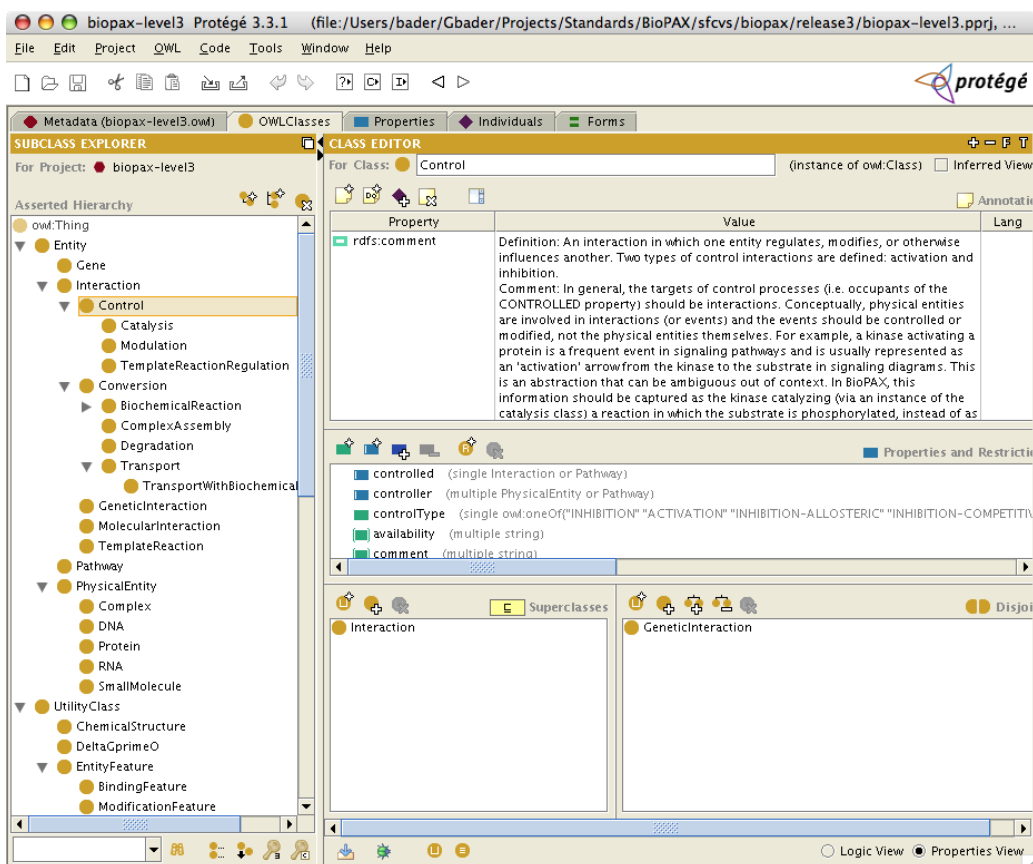 biopax-level3 Protégé 3.3.1 (file:/Users/bader/Gbader/Projects/Standards/BioPAX/sfcvs/biopax/release3/biopax-level3.pprj, ...
File Edit Project OWL Code Tools Window Help
protégé
Metadata (biopax-level3.owl) OWLClasses Properties Individuals Forms
SUBCLASS EXPLORER
For Project: biopax-level3
Asserted Hierarchy
owl:Thing
Entity
Gene
Interaction
Control
Catalysis
Modulation
TemplateReactionRegulation
Conversion
BiochemicalReaction
ComplexAssembly
Degradation
Transport
TransportWithBiochemical
GeneticInteraction
MolecularInteraction
TemplateReaction
Pathway
PhysicalEntity
Complex
DNA
Protein
RNA
SmallMolecule
UtilityClass
ChemicalStructure
DeltaGprimeO
EntityFeature
BindingFeature
ModificationFeature
CLASS EDITOR
For Class: Control (instance of owl:Class) Inferred View
Annotatio
Property Value Lang
rdfs:comment
Definition: An interaction in which one entity regulates, modifies, or otherwise
influences another. Two types of control interactions are defined: activation and
inhibition.
Comment: In general, the targets of control processes (i.e. occupants of the
CONTROLLED property) should be interactions. Conceptually, physical entities
are involved in interactions (or events) and the events should be controlled or
modified, not the physical entities themselves. For example, a kinase activating a
protein is a frequent event in signaling pathways and is usually represented as
an 'activation' arrow from the kinase to the substrate in signaling diagrams. This
is an abstraction that can be ambiguous out of context. In BioPAX, this
information should be captured as the kinase catalyzing (via an instance of the
catalysis class) a reaction in which the substrate is phosphorylated, instead of as
Properties and Restrictio
controlled (single Interaction or Pathway)
controller (multiple PhysicalEntity or Pathway)
controlType (single owl:oneOf{"INHIBITION" "ACTIVATION" "INHIBITION-ALLOSTERIC" "INHIBITION-COMPETITIV
availability (multiple string)
comment (multiple string)
Superclasses
Interaction
Disjoi
GeneticInteraction
Logic View Properties View